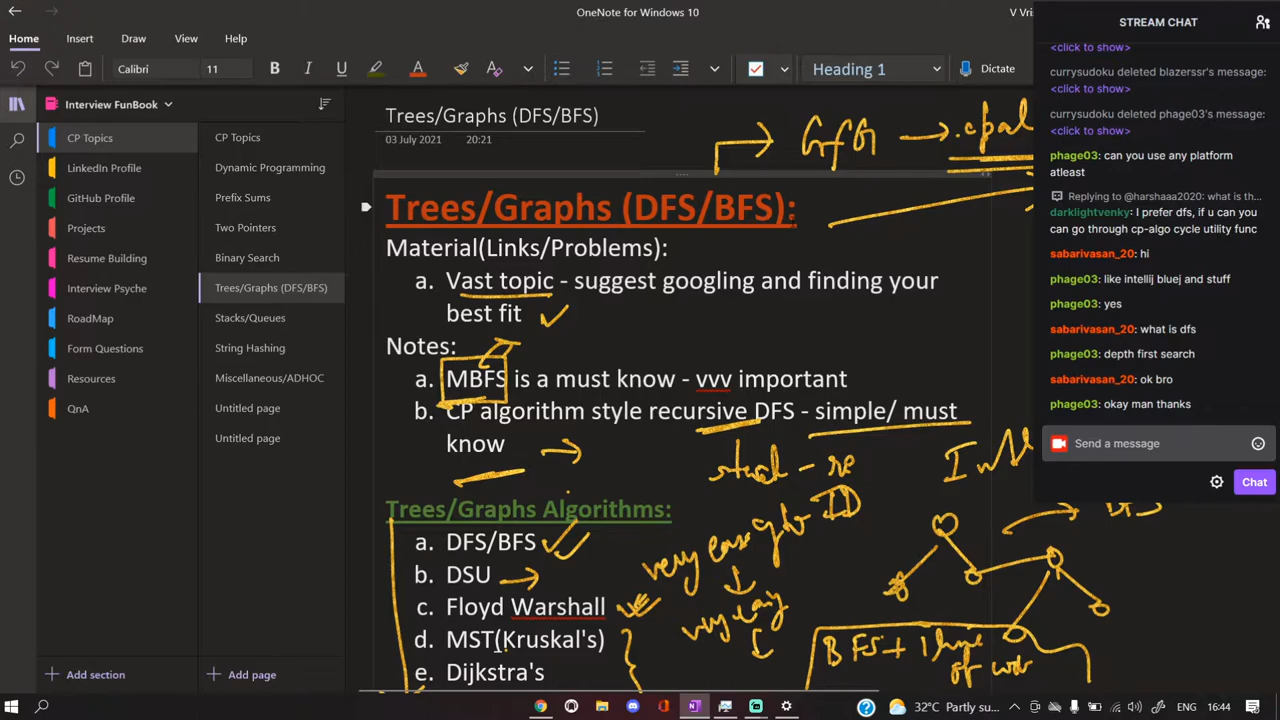 OneNote for Windows 10
V Vris
Home
Insert
Draw
View
Help
Calibri
11
B
I
U
A
Heading 1
Dictate
Interview FunBook
CP Topics
LinkedIn Profile
GitHub Profile
Projects
Resume Building
Interview Psyche
RoadMap
Form Questions
Resources
QnA
Add section
CP Topics
Dynamic Programming
Prefix Sums
Two Pointers
Binary Search
Trees/Graphs (DFS/BFS)
Stacks/Queues
String Hashing
Miscellaneous/ADHOC
Untitled page
Untitled page
Add page
Trees/Graphs (DFS/BFS)
03 July 2021
20:21
GfG
Trees/Graphs (DFS/BFS):
Material(Links/Problems):
a. Vast topic - suggest googling and finding your
best fit
Notes:
a. MBFS is a must know - vvv important
b. CP algorithm style recursive DFS - simple/ must
know
Trees/Graphs Algorithms:
a. DFS/BFS
b. DSU
c. Floyd Warshall
d. MST(Kruskal's)
e. Dijkstra's
very easy
very easy
BFS + 1 line
STREAM CHAT
<click to show>
currysudoku deleted blazerssr's message:
<click to show>
currysudoku deleted phage03's message:
<click to show>
phage03: can you use any platform
atleast
Replying to @harshaaa2020: what is th
darklightvenky: I prefer dfs, if u can you
can go through cp-algo cycle utility func
sabarivasan_20: hi
phage03: like intellij bluej and stuff
phage03: yes
sabarivasan_20: what is dfs
phage03: depth first search
sabarivasan_20: ok bro
phage03: okay man thanks
Send a message
Chat
32°C Partly su...
ENG
16:44